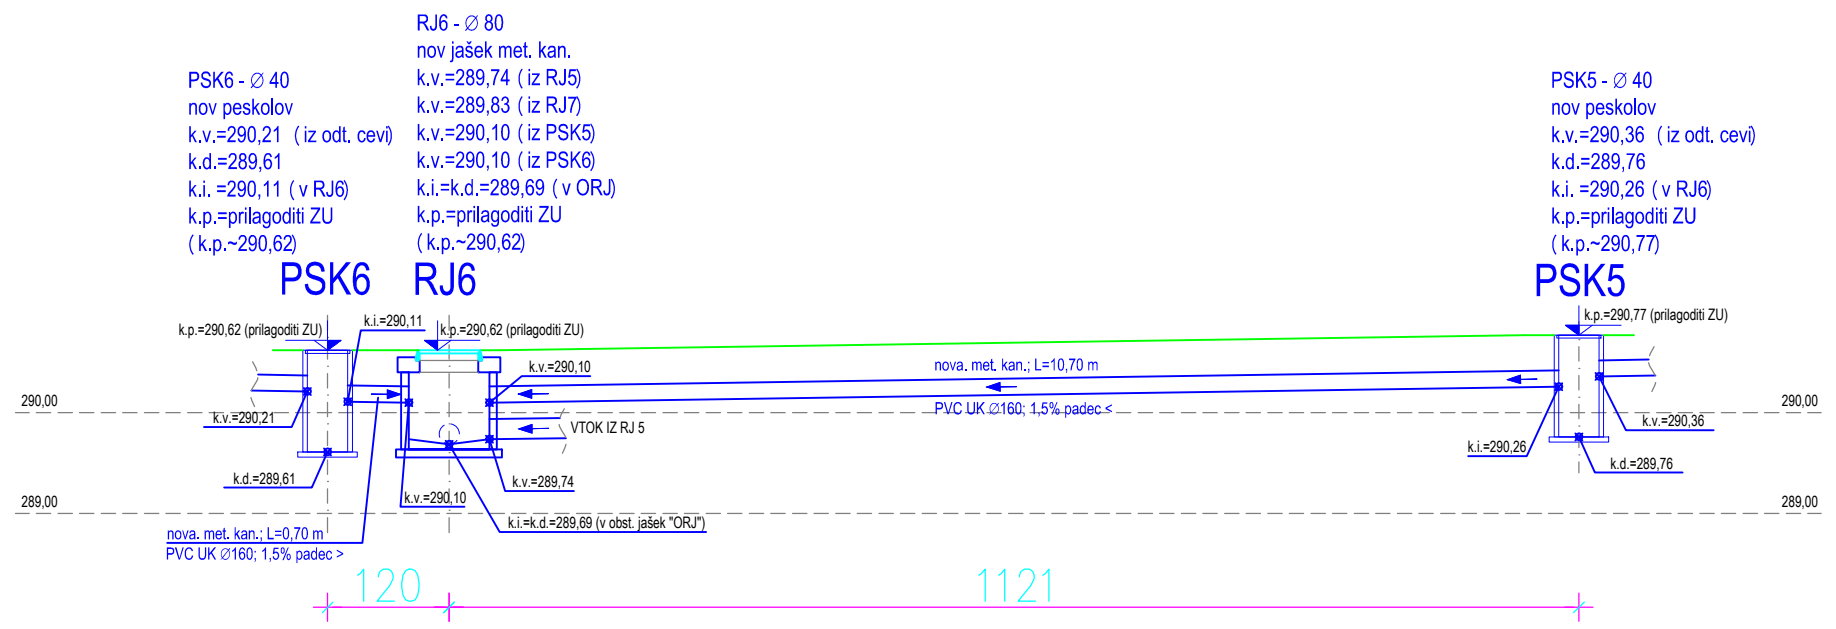 RJ6 - Ø 80
nov jašek met. kan.
k.v.=289,74 ( iz RJ5)
k.v.=289,83 ( iz RJ7)
k.v.=290,10 ( iz PSK5)
k.v.=290,10 ( iz PSK6)
k.i.=k.d.=289,69 ( v ORJ)
k.p.=prilagoditi ZU
( k.p.~290,62)
PSK6 - Ø 40
nov peskolov
k.v.=290,21 ( iz odt. cevi)
k.d.=289,61
k.i. =290,11 ( v RJ6)
k.p.=prilagoditi ZU
( k.p.~290,62)
PSK5 - Ø 40
nov peskolov
k.v.=290,36 ( iz odt. cevi)
k.d.=289,76
k.i. =290,26 ( v RJ6)
k.p.=prilagoditi ZU
( k.p.~290,77)
PSK6 RJ6 PSK5
k.p.=290,62 (prilagoditi ZU)
k.i.=290,11
k.p.=290,62 (prilagoditi ZU)
k.p.=290,77 (prilagoditi ZU)
k.v.=290,10
nova. met. kan.; L=10,70 m
PVC UK Ø160; 1,5% padec <
290,00
290,00
k.v.=290,21
VTOK IZ RJ 5
k.v.=290,36
k.i.=290,26
k.d.=289,76
k.d.=289,61
k.v.=289,74
k.v.=290,10
289,00
289,00
k.i.=k.d.=289,69 (v obst. jašek "ORJ")
nova. met. kan.; L=0,70 m
PVC UK Ø160; 1,5% padec >
120
1121